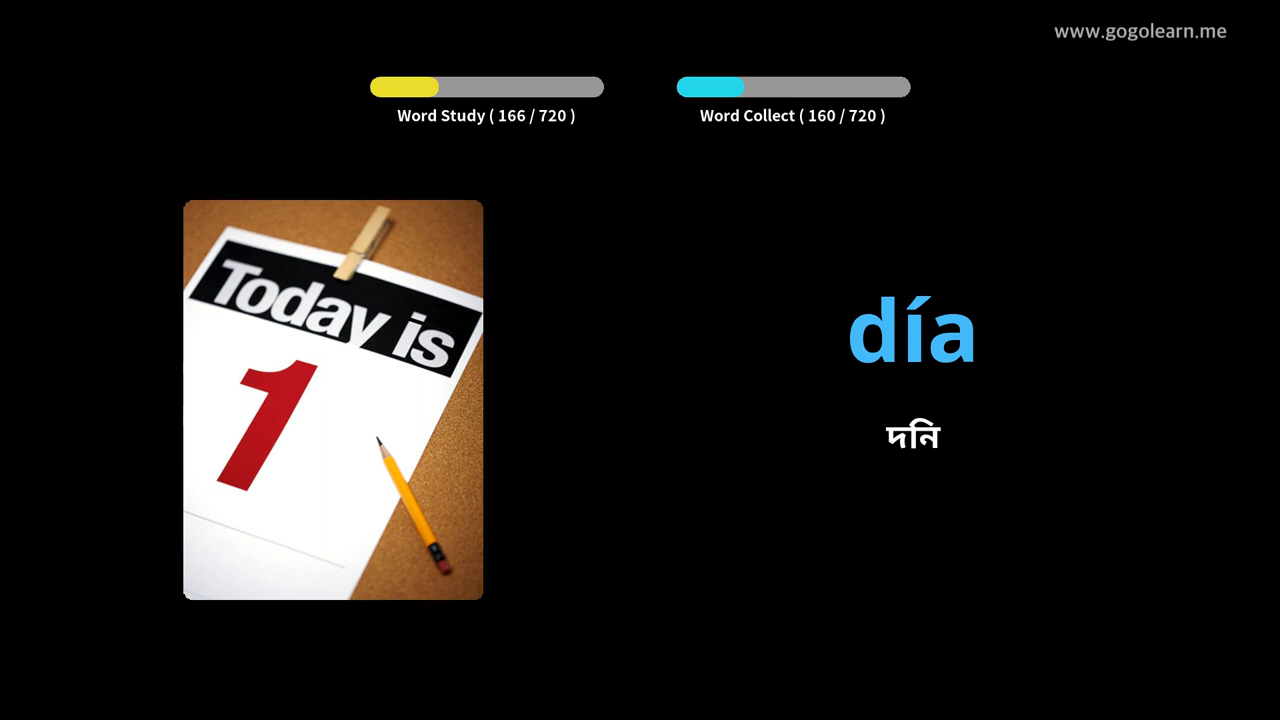 www.gogolearn.me
Word Study ( 166 / 720 )
Word Collect ( 160 / 720 )
Today is
1
día
দনি